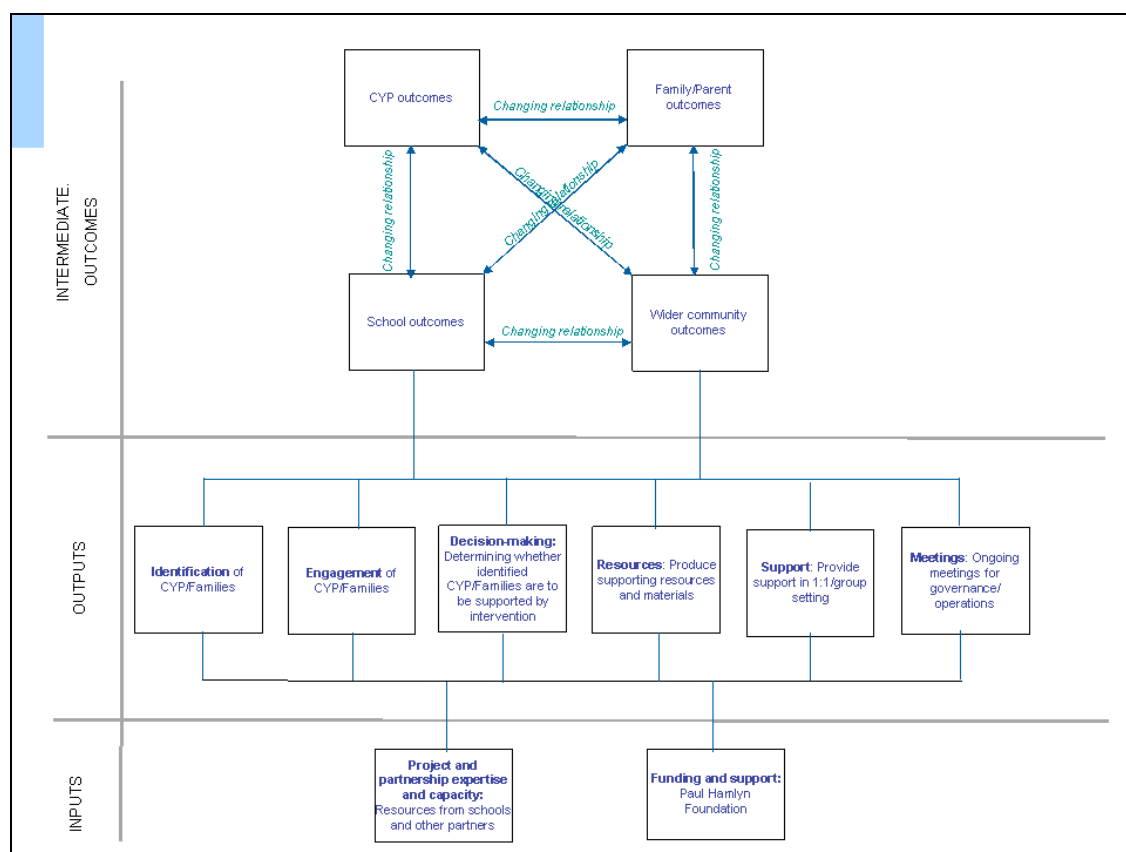 CYP outcomes
Family/Parent
outcomes
Changing relationship
Changing relationship
Changing relationship
Changing relationship
Changing relationship
School outcomes
Wider community
outcomes
Changing relationship
INTERMEDIATE.
OUTCOMES
Identification of
CYP/Families
Engagement of
CYP/Families
Decision-making:
Determining whether
identified
CYP/Families are to
be supported by
intervention
Resources: Produce
supporting resources
and materials
Support: Provide
support in 1:1/group
setting
Meetings: Ongoing
meetings for
governance/
operations
OUTPUTS
Project and
partnership expertise
and capacity:
Resources from schools
and other partners
Funding and support:
Paul Hamlyn
Foundation
INPUTS